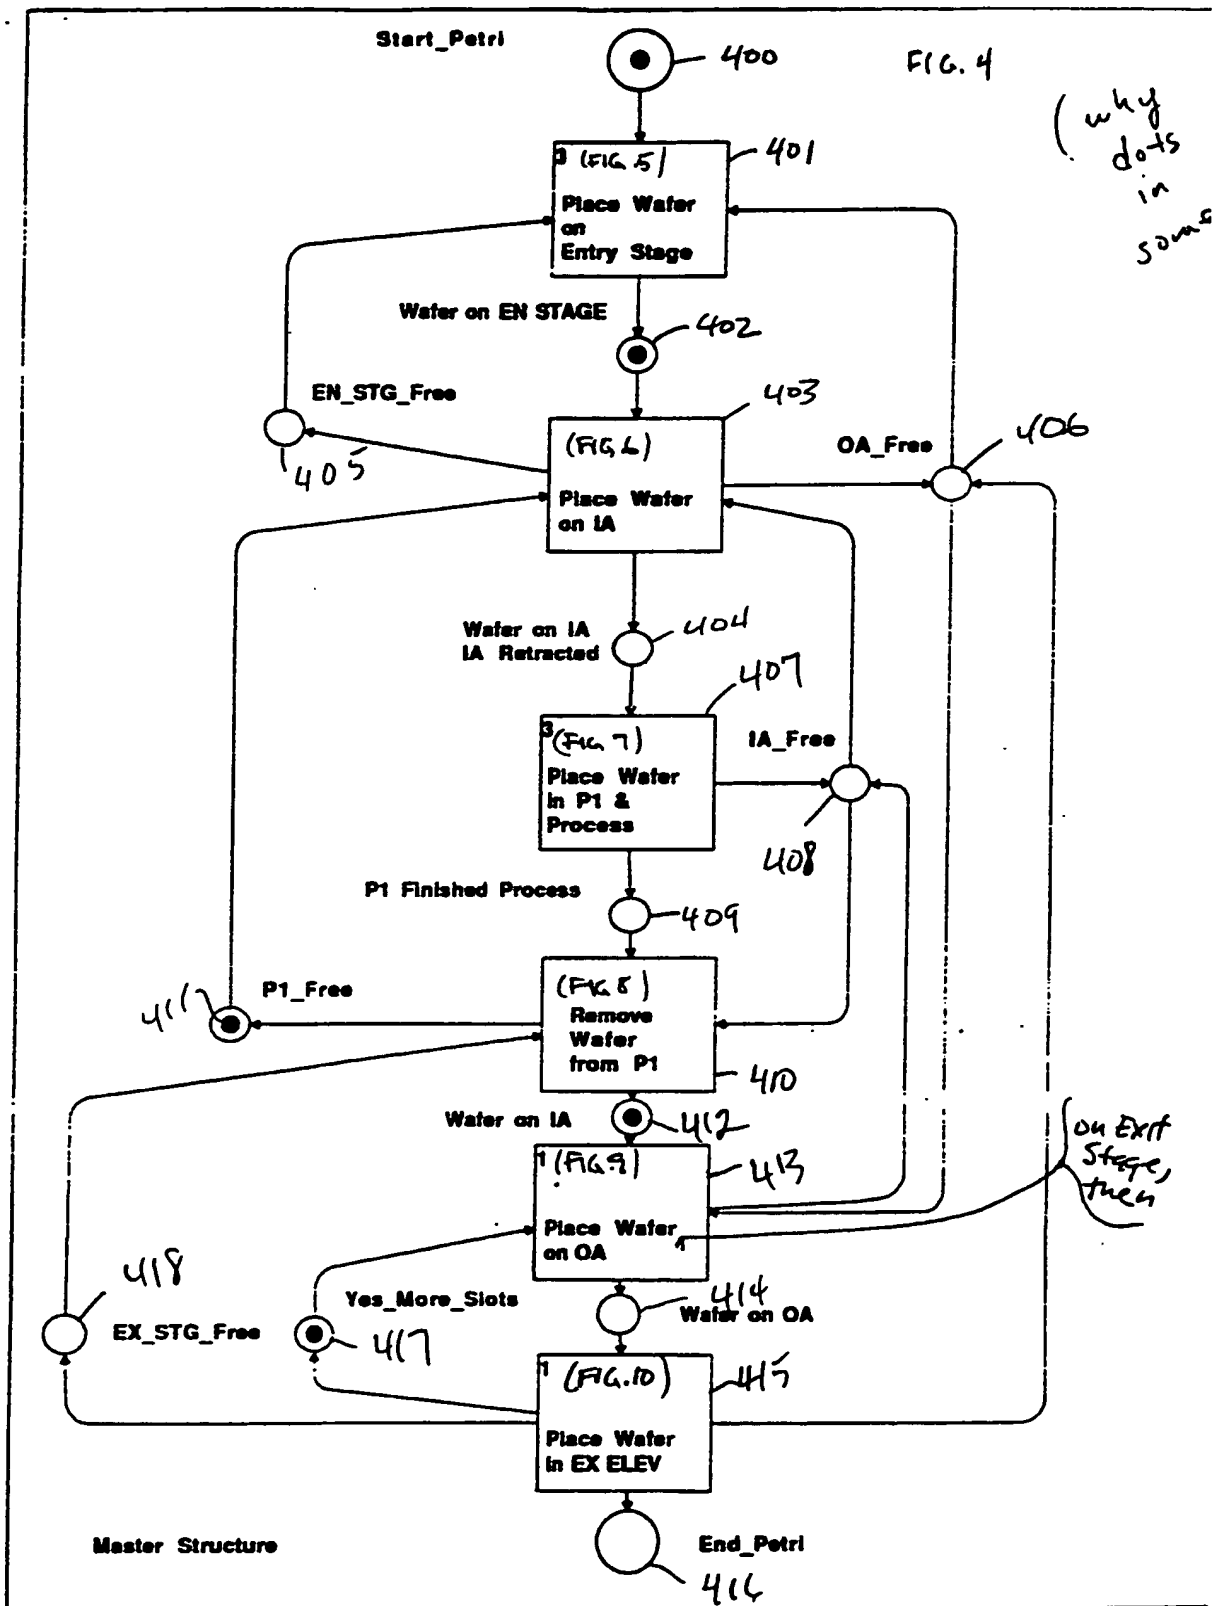 Start_Petri
400
FIG. 4
( why
dots
in
401
3 (FIG. 5)
Place Wafer
on
Entry Stage
Wafer on EN STAGE
402
EN_STG_Free
405
403
(FIG. 6)
Place Wafer
on IA
OA_Free
406
Wafer on IA
IA Retracted
404
407
3 (FIG. 7)
Place Wafer
in P1 &
Process
IA_Free
408
P1 Finished Process
409
P1_Free
411
(FIG. 8)
Remove
Wafer
from P1
410
Wafer on IA
412
1 (FIG. 9)
413
Place Wafer
on OA
on Exit
Stage,
then
418
EX_STG_Free
Yes_More_Slots
417
414
Wafer on OA
1 (FIG. 10)
415
Place Wafer
in EX ELEV
Master Structure
End_Petri
416